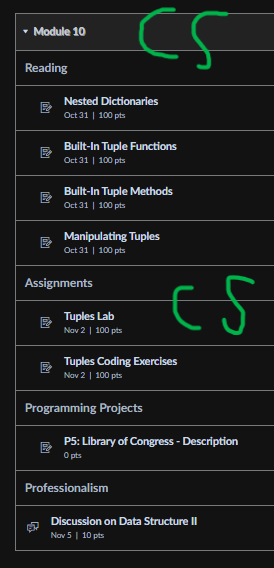 Module 10 CS
Reading
Nested Dictionaries
Oct 31 | 100 pts
Built-In Tuple Functions
Oct 31 | 100 pts
Built-In Tuple Methods
Oct 31 | 100 pts
Manipulating Tuples
Oct 31 | 100 pts
Assignments
CS
Tuples Lab
Nov 2 | 100 pts
Tuples Coding Exercises
Nov 2 | 100 pts
Programming Projects
P5: Library of Congress - Description
0 pts
Professionalism
Discussion on Data Structure II
Nov 5 | 10 pts